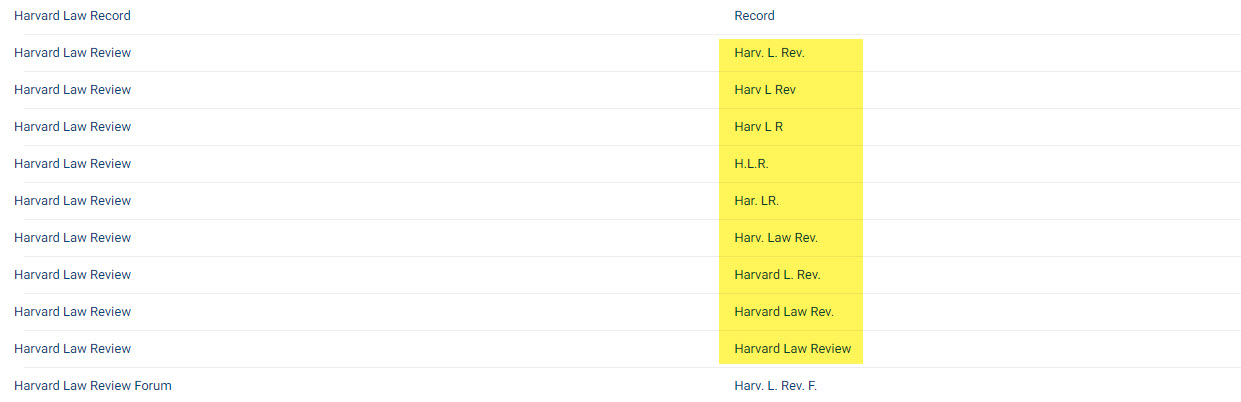 Harvard Law Record Record
Harvard Law Review Harv. L. Rev.
Harvard Law Review Harv L Rev
Harvard Law Review Harv L R
Harvard Law Review H.L.R.
Harvard Law Review Har. LR.
Harvard Law Review Harv. Law Rev.
Harvard Law Review Harvard L. Rev.
Harvard Law Review Harvard Law Rev.
Harvard Law Review Harvard Law Review
Harvard Law Review Forum Harv. L. Rev. F.